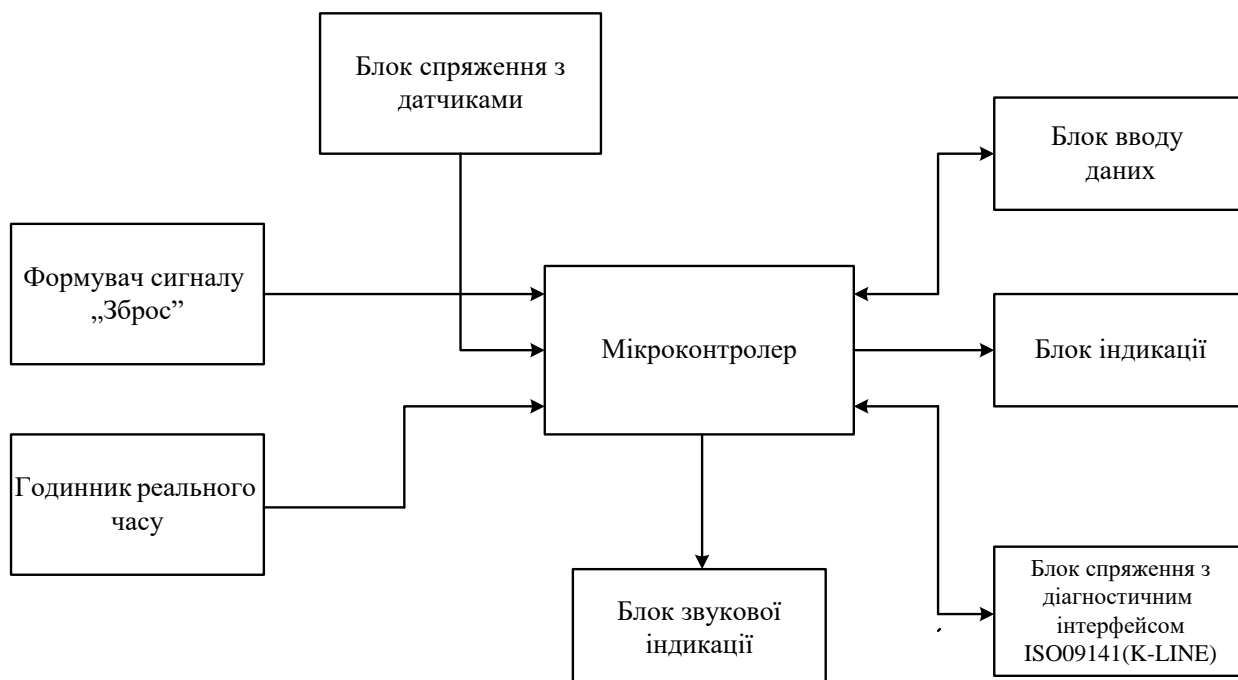 Блок спряження з
датчиками
Блок вводу
даних
Формувач сигналу
„Зброс”
Мікроконтролер
Блок індикації
Годинник реального
часу
Блок звукової
індикації
Блок спряження з
діагностичним
інтерфейсом
ISO09141(K-LINE)